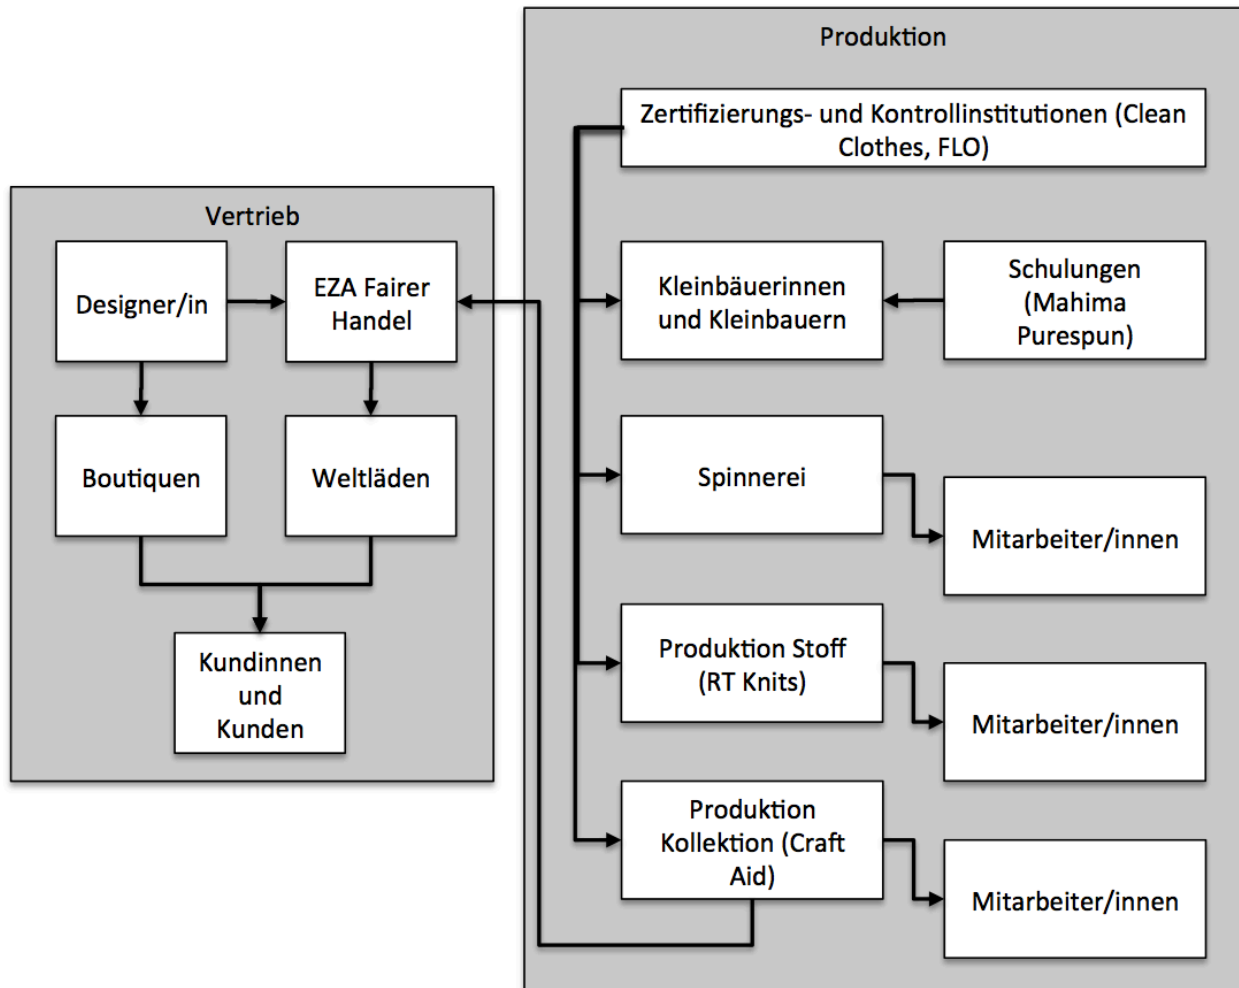 Produktion
Zertifizierungs- und Kontrollinstitutionen (Clean
Clothes, FLO)
Vertrieb
Designer/in
EZA Fairer
Handel
Kleinbäuerinnen
und Kleinbauern
Schulungen
(Mahima
Purespun)
Boutiquen
Weltläden
Spinnerei
Mitarbeiter/innen
Kundinnen
und
Kunden
Produktion Stoff
(RT Knits)
Mitarbeiter/innen
Produktion
Kollektion (Craft
Aid)
Mitarbeiter/innen